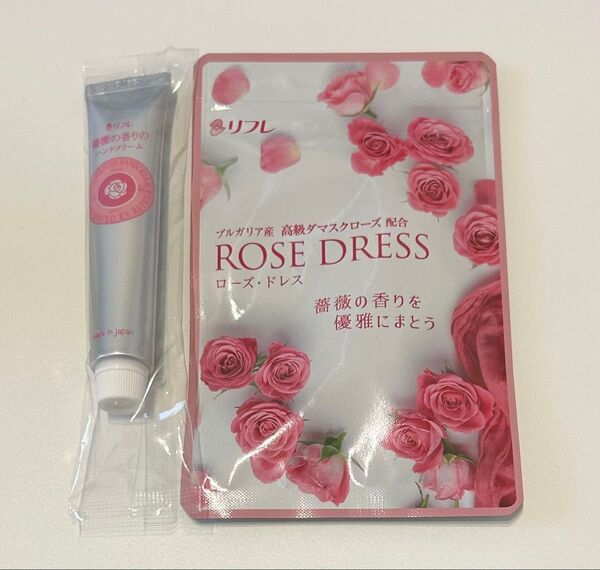 リフレ
薔薇の香りの
ハンドクリーム
made in japan
リフレ
ブルガリア産 高級ダマスクローズ 配合
ROSE DRESS
ローズ・ドレス
薔薇の香りを
優雅にまとう